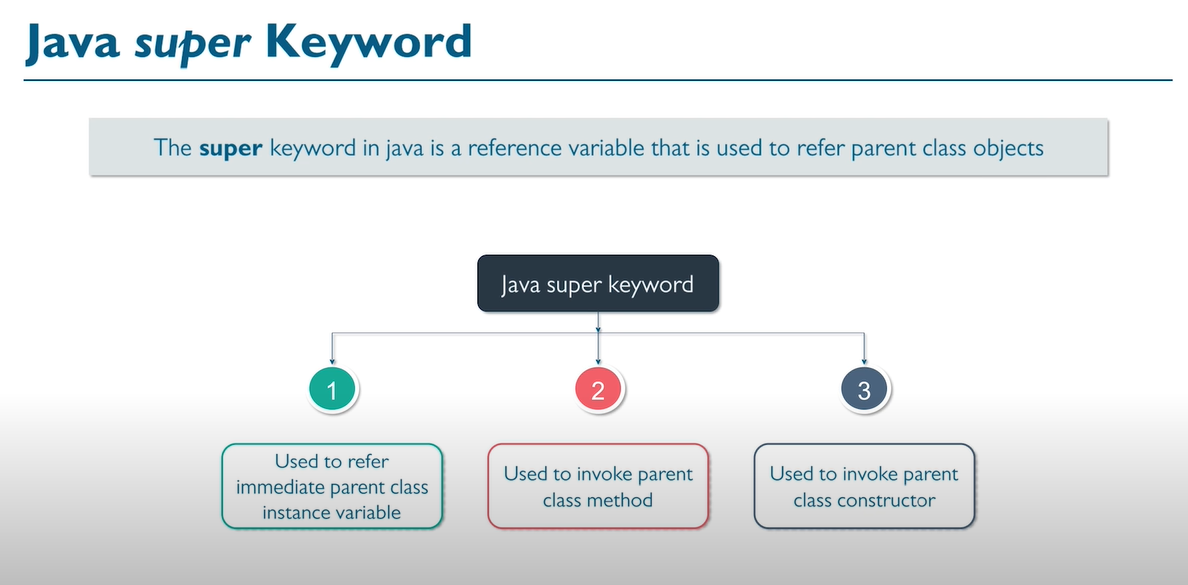 Java super Keyword
The super keyword in java is a reference variable that is used to refer parent class objects
Java super keyword
1
2
3
Used to refer
immediate parent class
instance variable
Used to invoke parent
class method
Used to invoke parent
class constructor